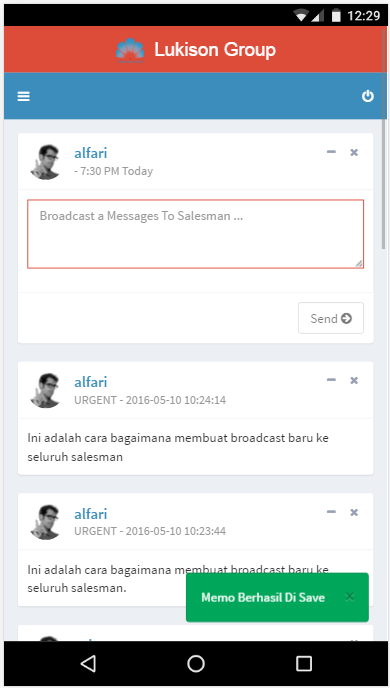 12:29
Lukison Group
alfari
- 7:30 PM Today
Broadcast a Messages To Salesman ...
Send
alfari
URGENT - 2016-05-10 10:24:14
Ini adalah cara bagaimana membuat broadcast baru ke
seluruh salesman
alfari
URGENT - 2016-05-10 10:23:44
Ini adalah cara bagaimana membuat broadcast baru ke
seluruh salesman.
Memo Berhasil Di Save